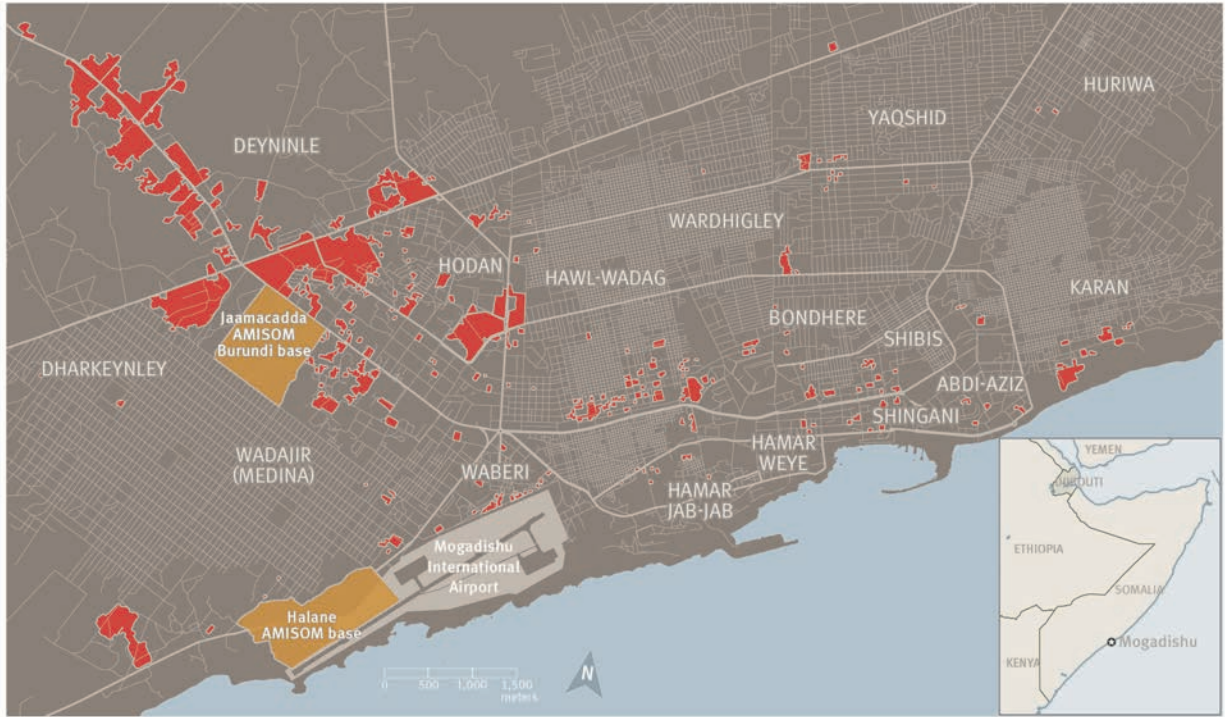 HURIWA
YAQSHID
DEYNINLE
WARDHIGLEY
HODAN
HAWL-WADAG
KARAN
Jaamacadda
AMISOM
Burundi base
BONDHERE
SHIBIS
DHARKEYNLEY
ABDI-AZIZ
SHINGANI
WADAJIR
(MEDINA)
WABERI
HAMAR
WEYE
HAMAR
JAB-JAB
Mogadishu
International
Airport
Halane
AMISOM base
0 500 1,000 1,500
meters
N
YEMEN
DJIBOUTI
ETHIOPIA
SOMALIA
Mogadishu
KENYA